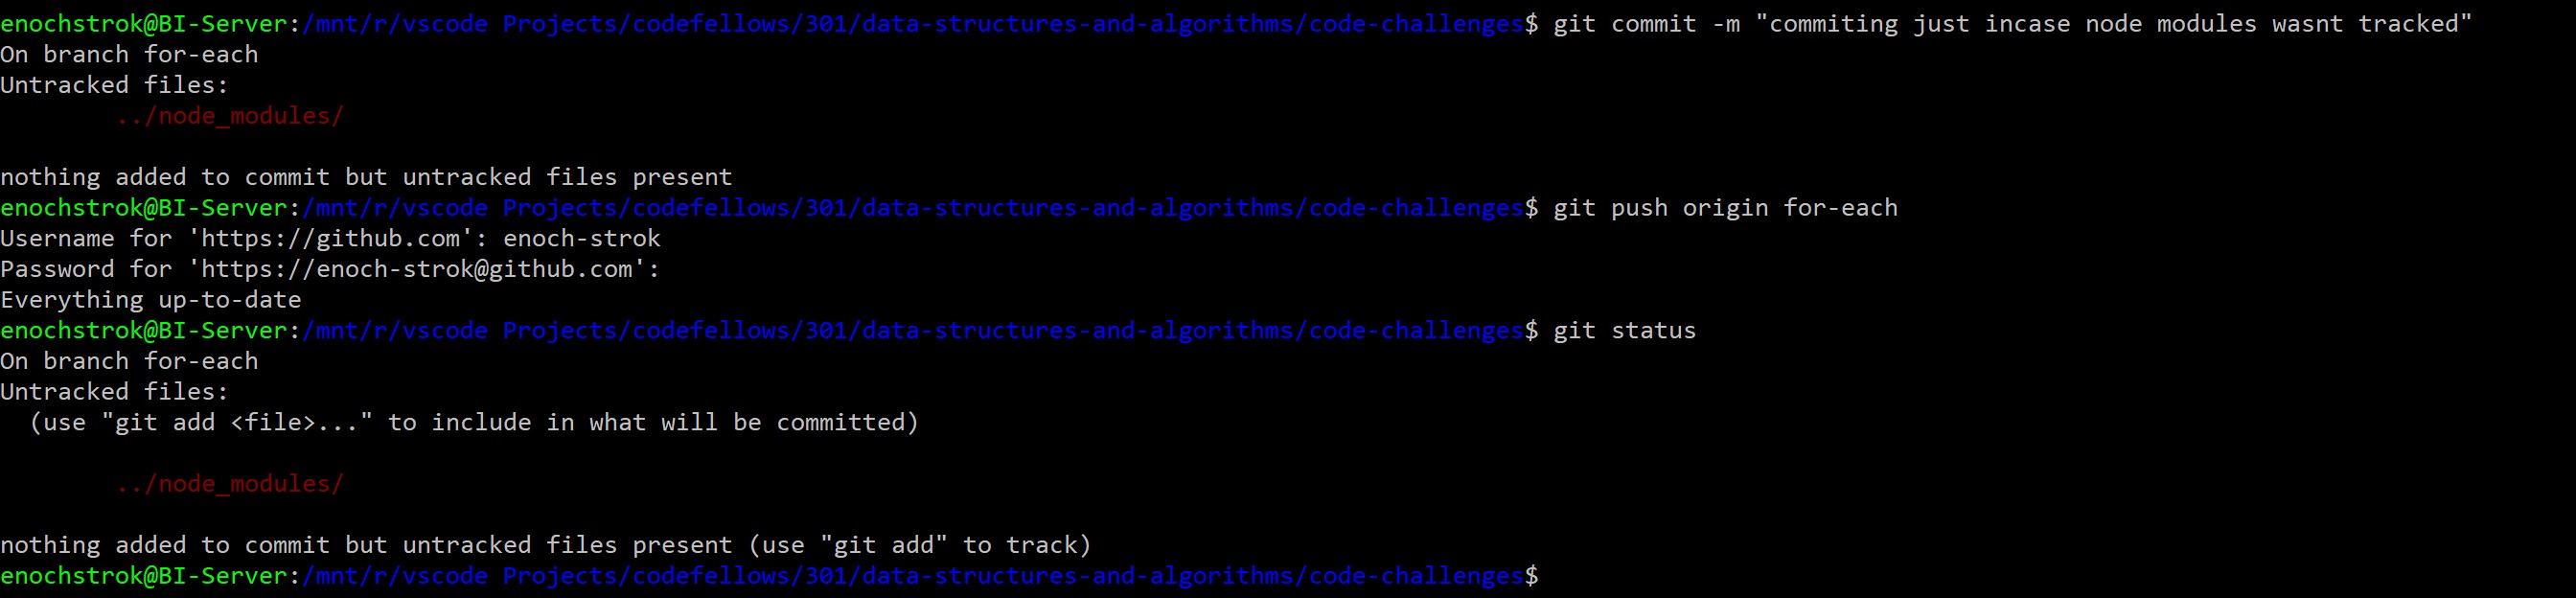 enochstrok@BI-Server:/mnt/r/vscode Projects/codefellows/301/data-structures-and-algorithms/code-challenges$ git commit -m "commiting just incase node modules wasnt tracked"
On branch for-each
Untracked files:
        ../node_modules/
nothing added to commit but untracked files present
enochstrok@BI-Server:/mnt/r/vscode Projects/codefellows/301/data-structures-and-algorithms/code-challenges$ git push origin for-each
Username for 'https://github.com': enoch-strok
Password for 'https://enoch-strok@github.com':
Everything up-to-date
enochstrok@BI-Server:/mnt/r/vscode Projects/codefellows/301/data-structures-and-algorithms/code-challenges$ git status
On branch for-each
Untracked files:
  (use "git add <file>..." to include in what will be committed)
        ../node_modules/
nothing added to commit but untracked files present (use "git add" to track)
enochstrok@BI-Server:/mnt/r/vscode Projects/codefellows/301/data-structures-and-algorithms/code-challenges$